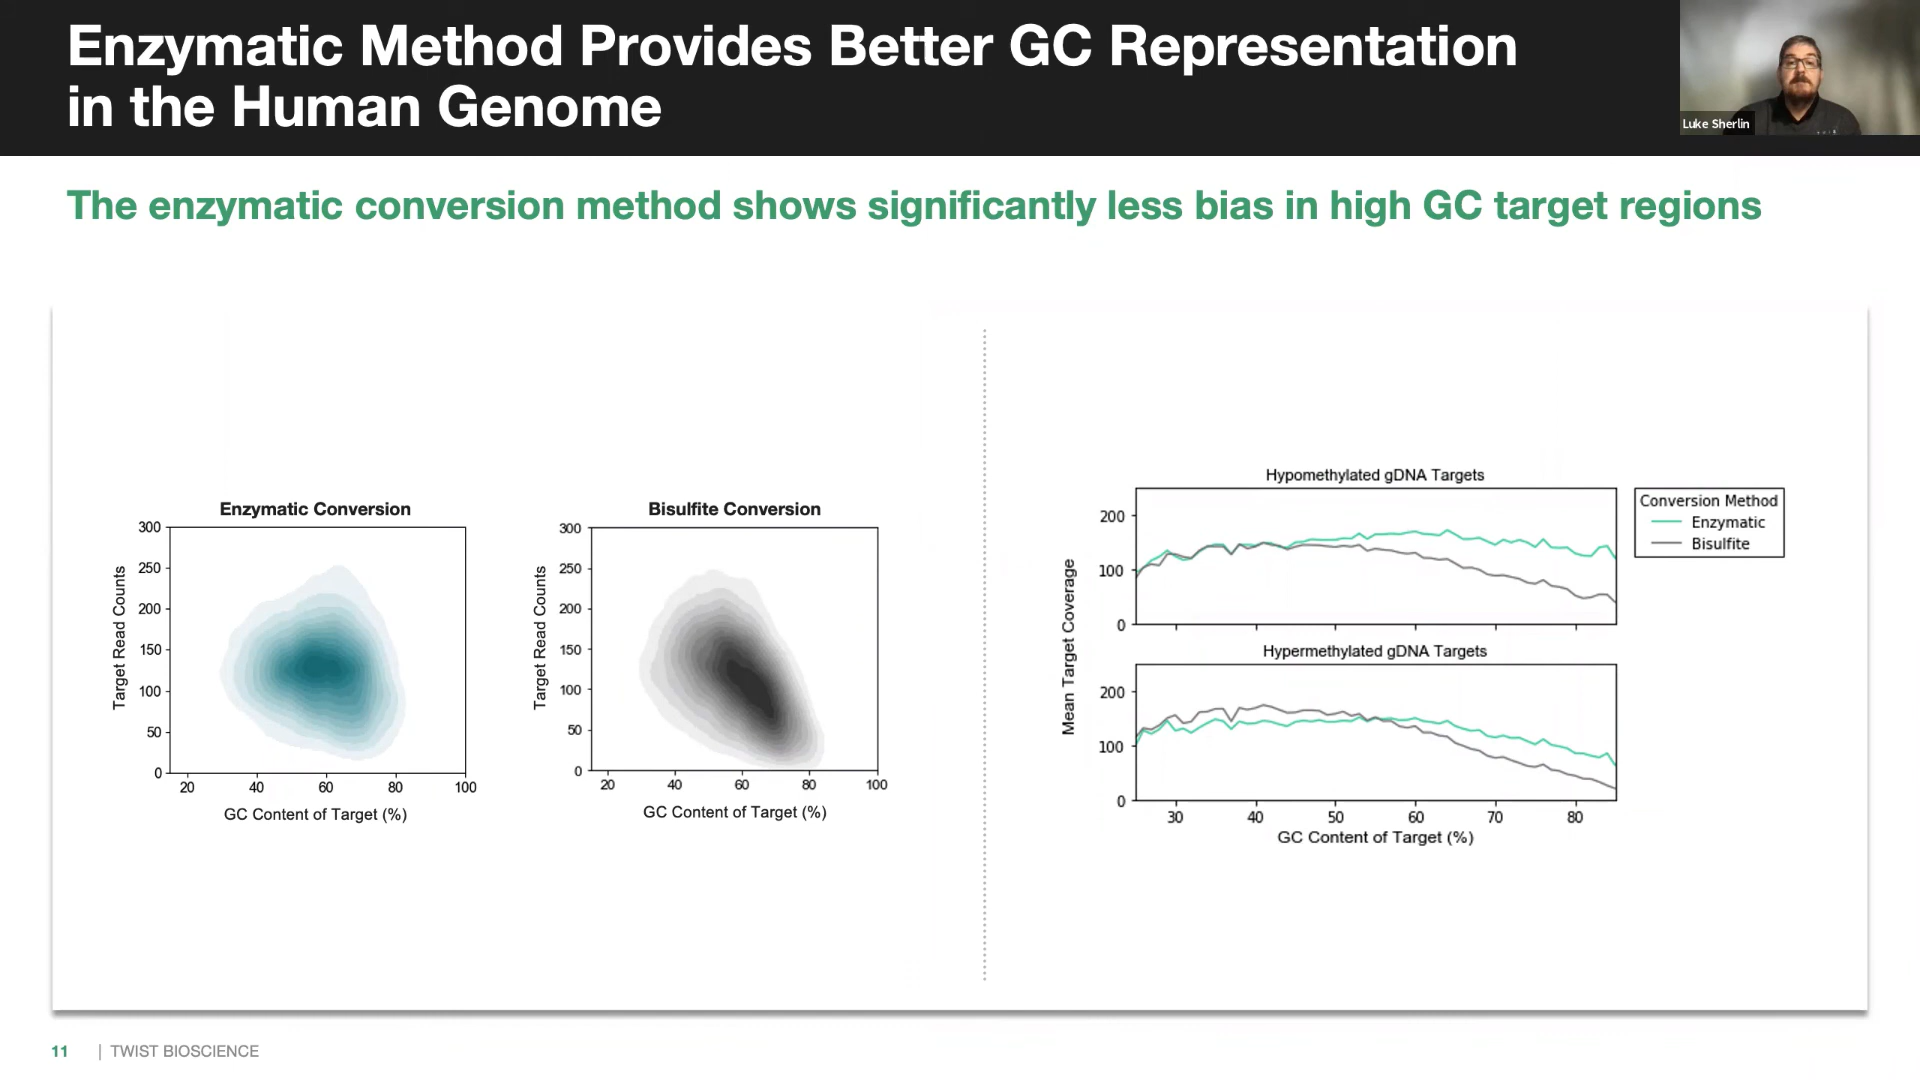 Enzymatic Method Provides Better GC Representation
in the Human Genome
Luke Sherlin
The enzymatic conversion method shows significantly less bias in high GC target regions
Enzymatic Conversion
300
250
200
150
100
50
0
Target Read Counts
20 40 60 80 100
GC Content of Target (%)
Bisulfite Conversion
300
250
200
150
100
50
0
Target Read Counts
20 40 60 80 100
GC Content of Target (%)
Hypomethylated gDNA Targets
200
100
0
Mean Target Coverage
Hypermethylated gDNA Targets
200
100
0
30 40 50 60 70 80
GC Content of Target (%)
Conversion Method
Enzymatic
Bisulfite
11 | TWIST BIOSCIENCE